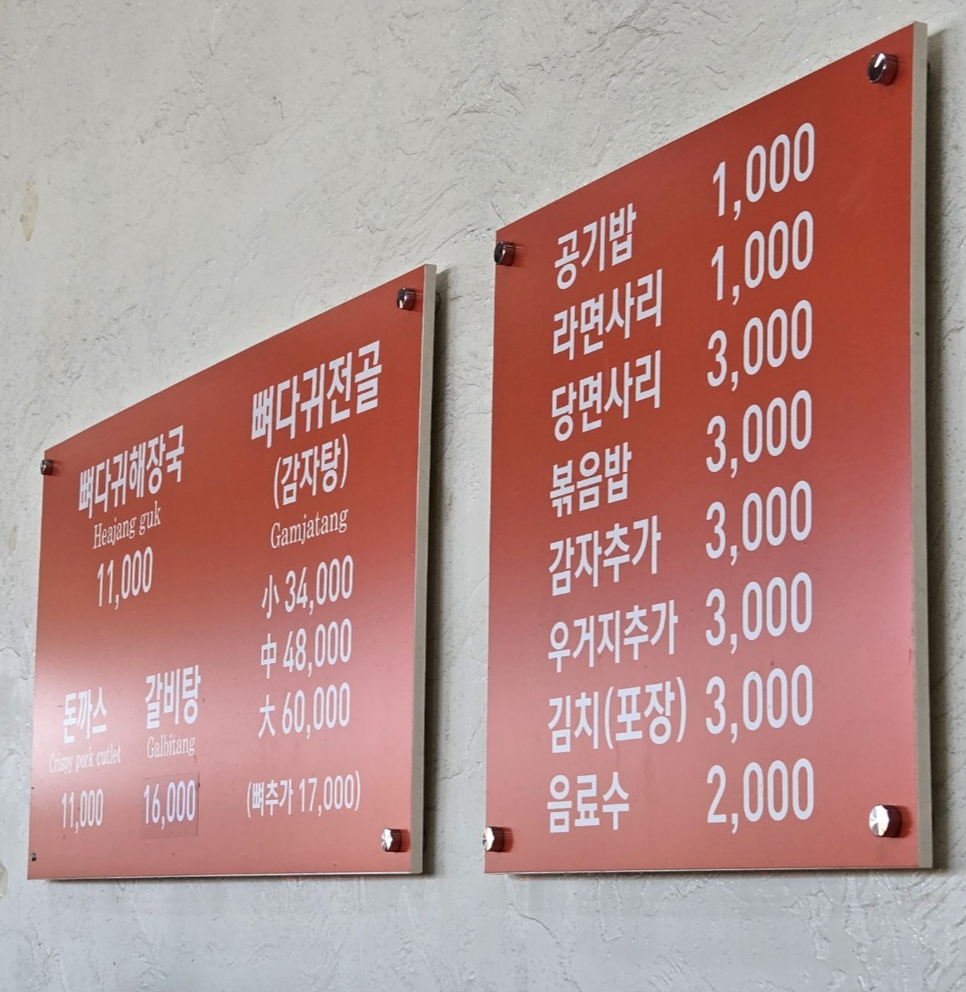 뼈다귀해장국
Heajang guk
11,000
돈까스
Crispy pork cutlet
11,000
갈비탕
Galbitang
16,000
뼈다귀전골
(감자탕)
Gamjatang
小 34,000
中 48,000
大 60,000
(뼈추가 17,000)
공기밥 1,000
라면사리 1,000
당면사리 3,000
볶음밥 3,000
감자추가 3,000
우거지추가 3,000
김치(포장) 3,000
음료수 2,000